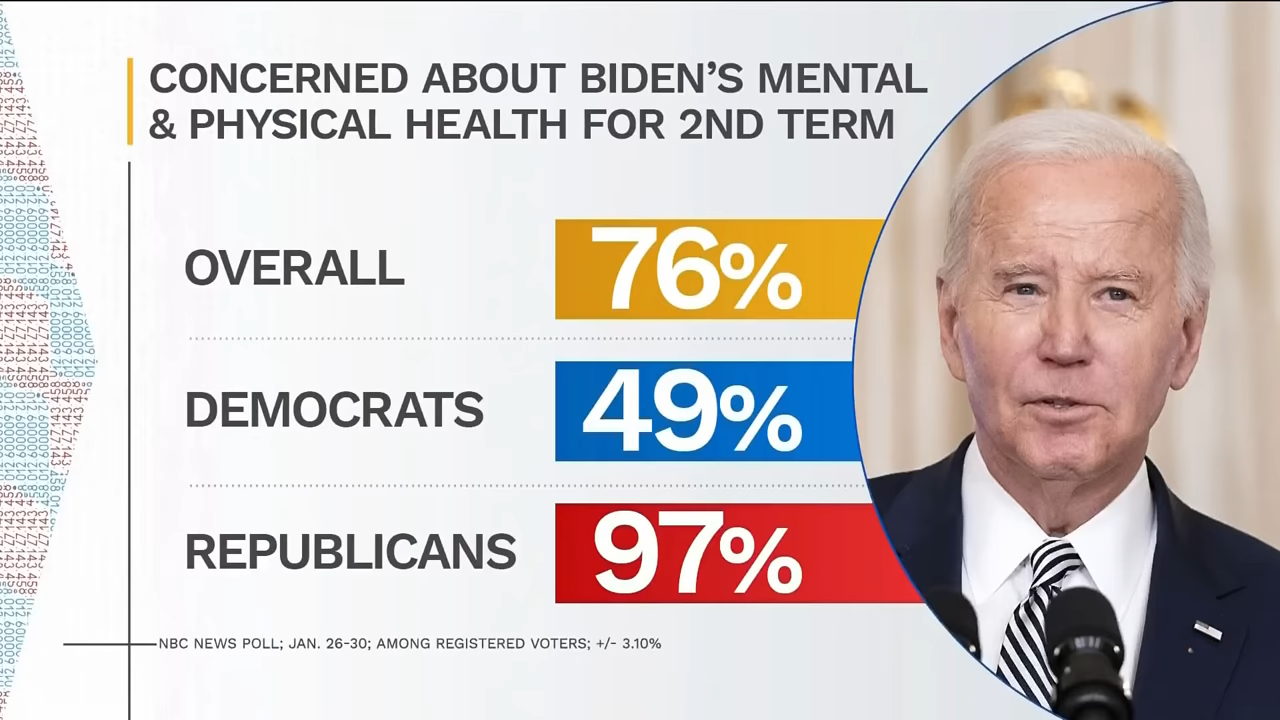 CONCERNED ABOUT BIDEN'S MENTAL
& PHYSICAL HEALTH FOR 2ND TERM
OVERALL 76%
DEMOCRATS 49%
REPUBLICANS 97%
NBC NEWS POLL; JAN. 26-30; AMONG REGISTERED VOTERS; +/- 3.10%